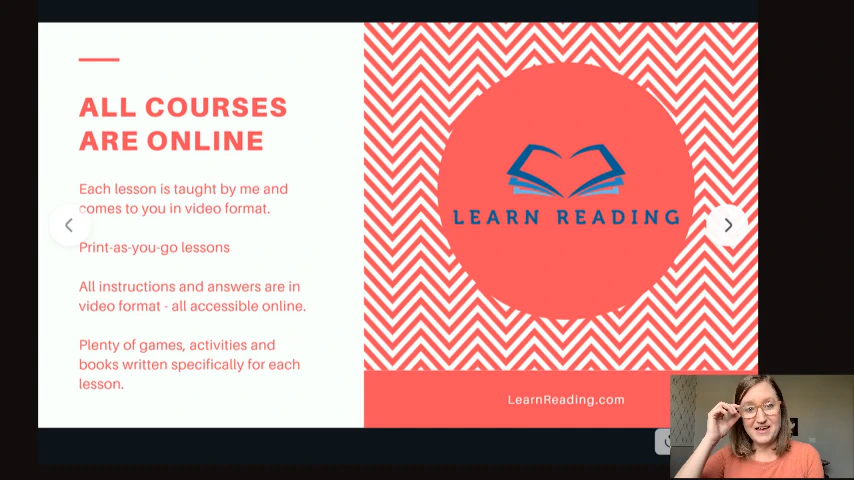 ALL COURSES
ARE ONLINE
Each lesson is taught by me and
comes to you in video format.
Print-as-you-go lessons
All instructions and answers are in
video format - all accessible online.
Plenty of games, activities and
books written specifically for each
lesson.
LEARN READING
LearnReading.com